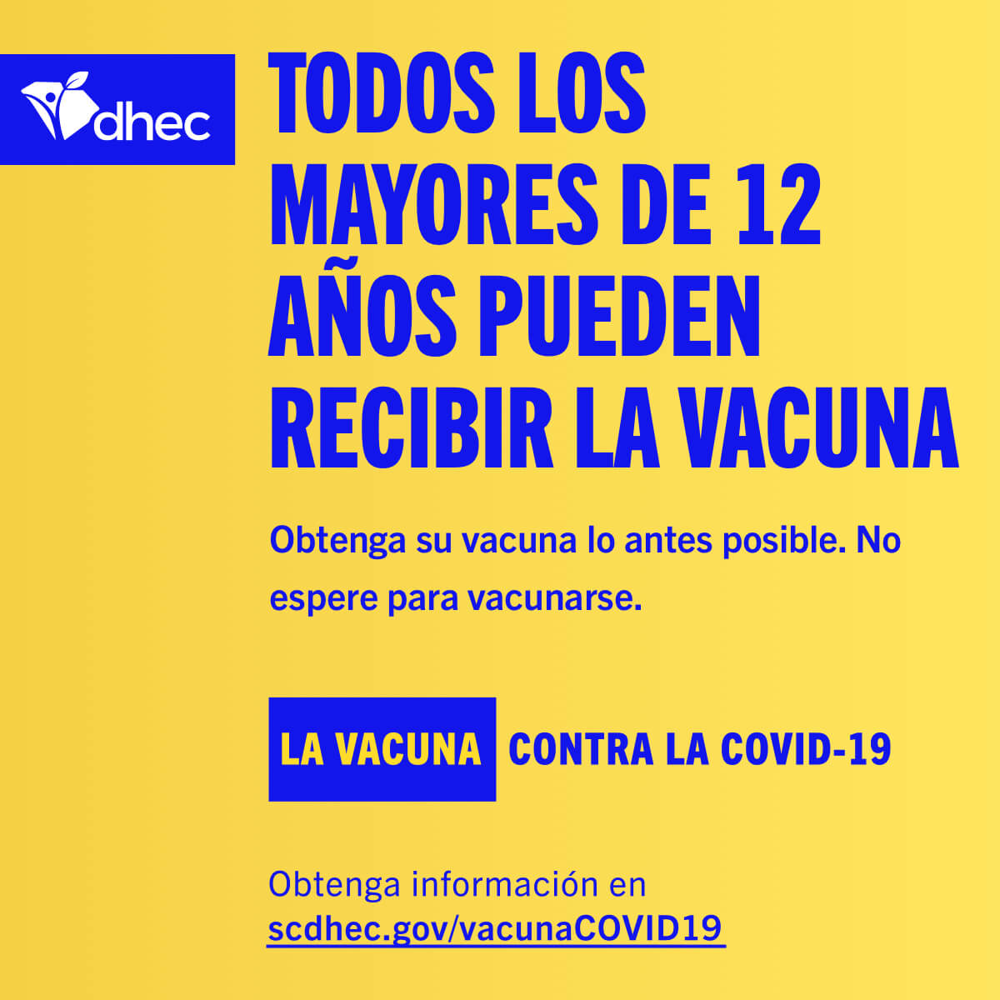 dhec
TODOS LOS
MAYORES DE 12
AÑOS PUEDEN
RECIBIR LA VACUNA
Obtenga su vacuna lo antes posible. No
espere para vacunarse.
LA VACUNA CONTRA LA COVID-19
Obtenga información en
scdhec.gov/vacunaCOVID19